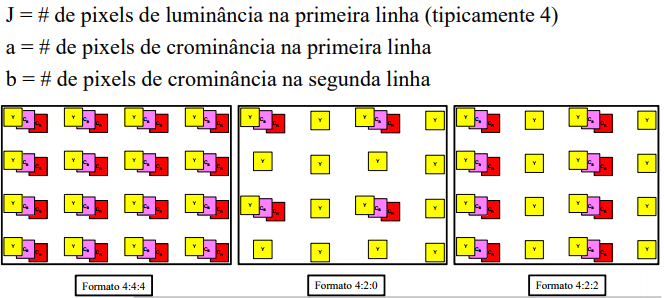 J = # de pixels de luminância na primeira linha (tipicamente 4)
a = # de pixels de crominância na primeira linha
b = # de pixels de crominância na segunda linha
Y Y Y Y Y Y Y Y Y Y Y Y
Y Y Y Y Y Y Y Y Y Y Y Y
Y Y Y Y Y Y Y Y Y Y Y Y
Y Y Y Y Y Y Y Y Y Y Y Y
Formato 4:4:4 Formato 4:2:0 Formato 4:2:2